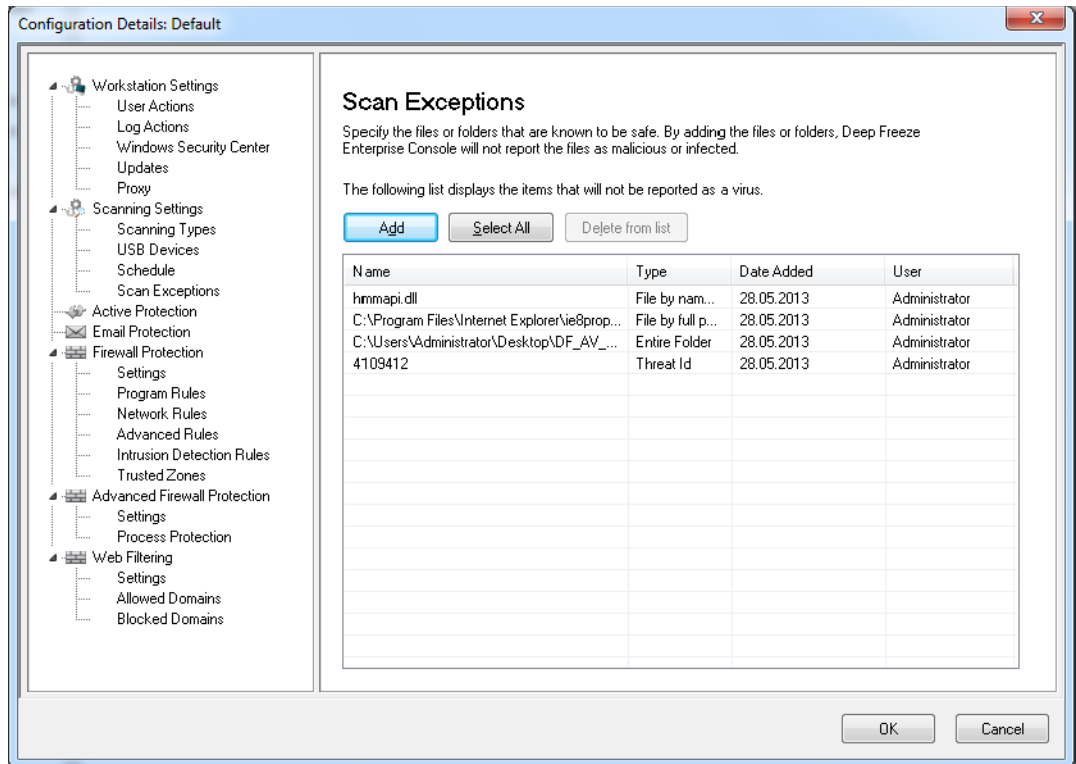 Configuration Details: Default
Workstation Settings
User Actions
Log Actions
Windows Security Center
Updates
Proxy
Scanning Settings
Scanning Types
USB Devices
Schedule
Scan Exceptions
Active Protection
Email Protection
Firewall Protection
Settings
Program Rules
Network Rules
Advanced Rules
Intrusion Detection Rules
Trusted Zones
Advanced Firewall Protection
Settings
Process Protection
Web Filtering
Settings
Allowed Domains
Blocked Domains
Scan Exceptions
Specify the files or folders that are known to be safe. By adding the files or folders, Deep Freeze
Enterprise Console will not report the files as malicious or infected.
The following list displays the items that will not be reported as a virus.
Add Select All Delete from list
Name Type Date Added User
hmmapi.dll File by nam... 28.05.2013 Administrator
C:\Program Files\Internet Explorer\ie8prop... File by full p... 28.05.2013 Administrator
C:\Users\Administrator\Desktop\DF_AV_... Entire Folder 28.05.2013 Administrator
4109412 Threat Id 28.05.2013 Administrator
OK Cancel